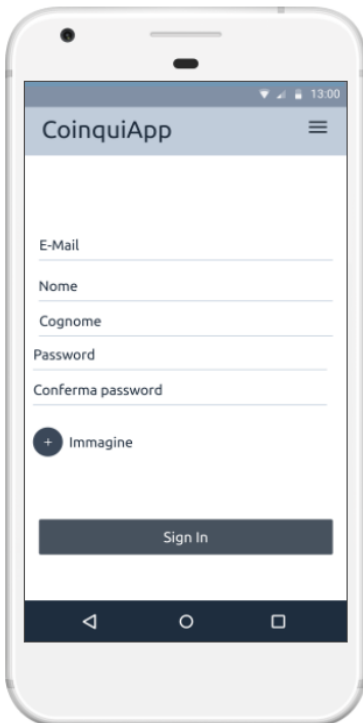 13:00
CoinquiApp
E-Mail
Nome
Cognome
Password
Conferma password
+ Immagine
Sign In